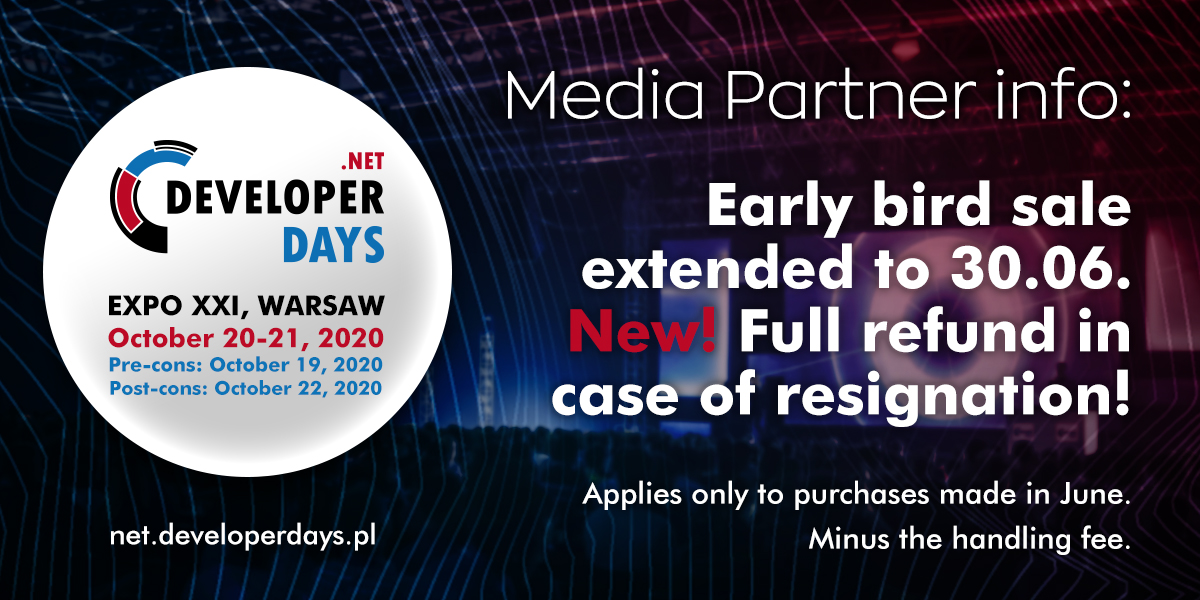 .NET
DEVELOPER
DAYS
EXPO XXI, WARSAW
October 20-21, 2020
Pre-cons: October 19, 2020
Post-cons: October 22, 2020
net.developerdays.pl
Media Partner info:
Early bird sale
extended to 30.06.
New! Full refund in
case of resignation!
Applies only to purchases made in June.
Minus the handling fee.